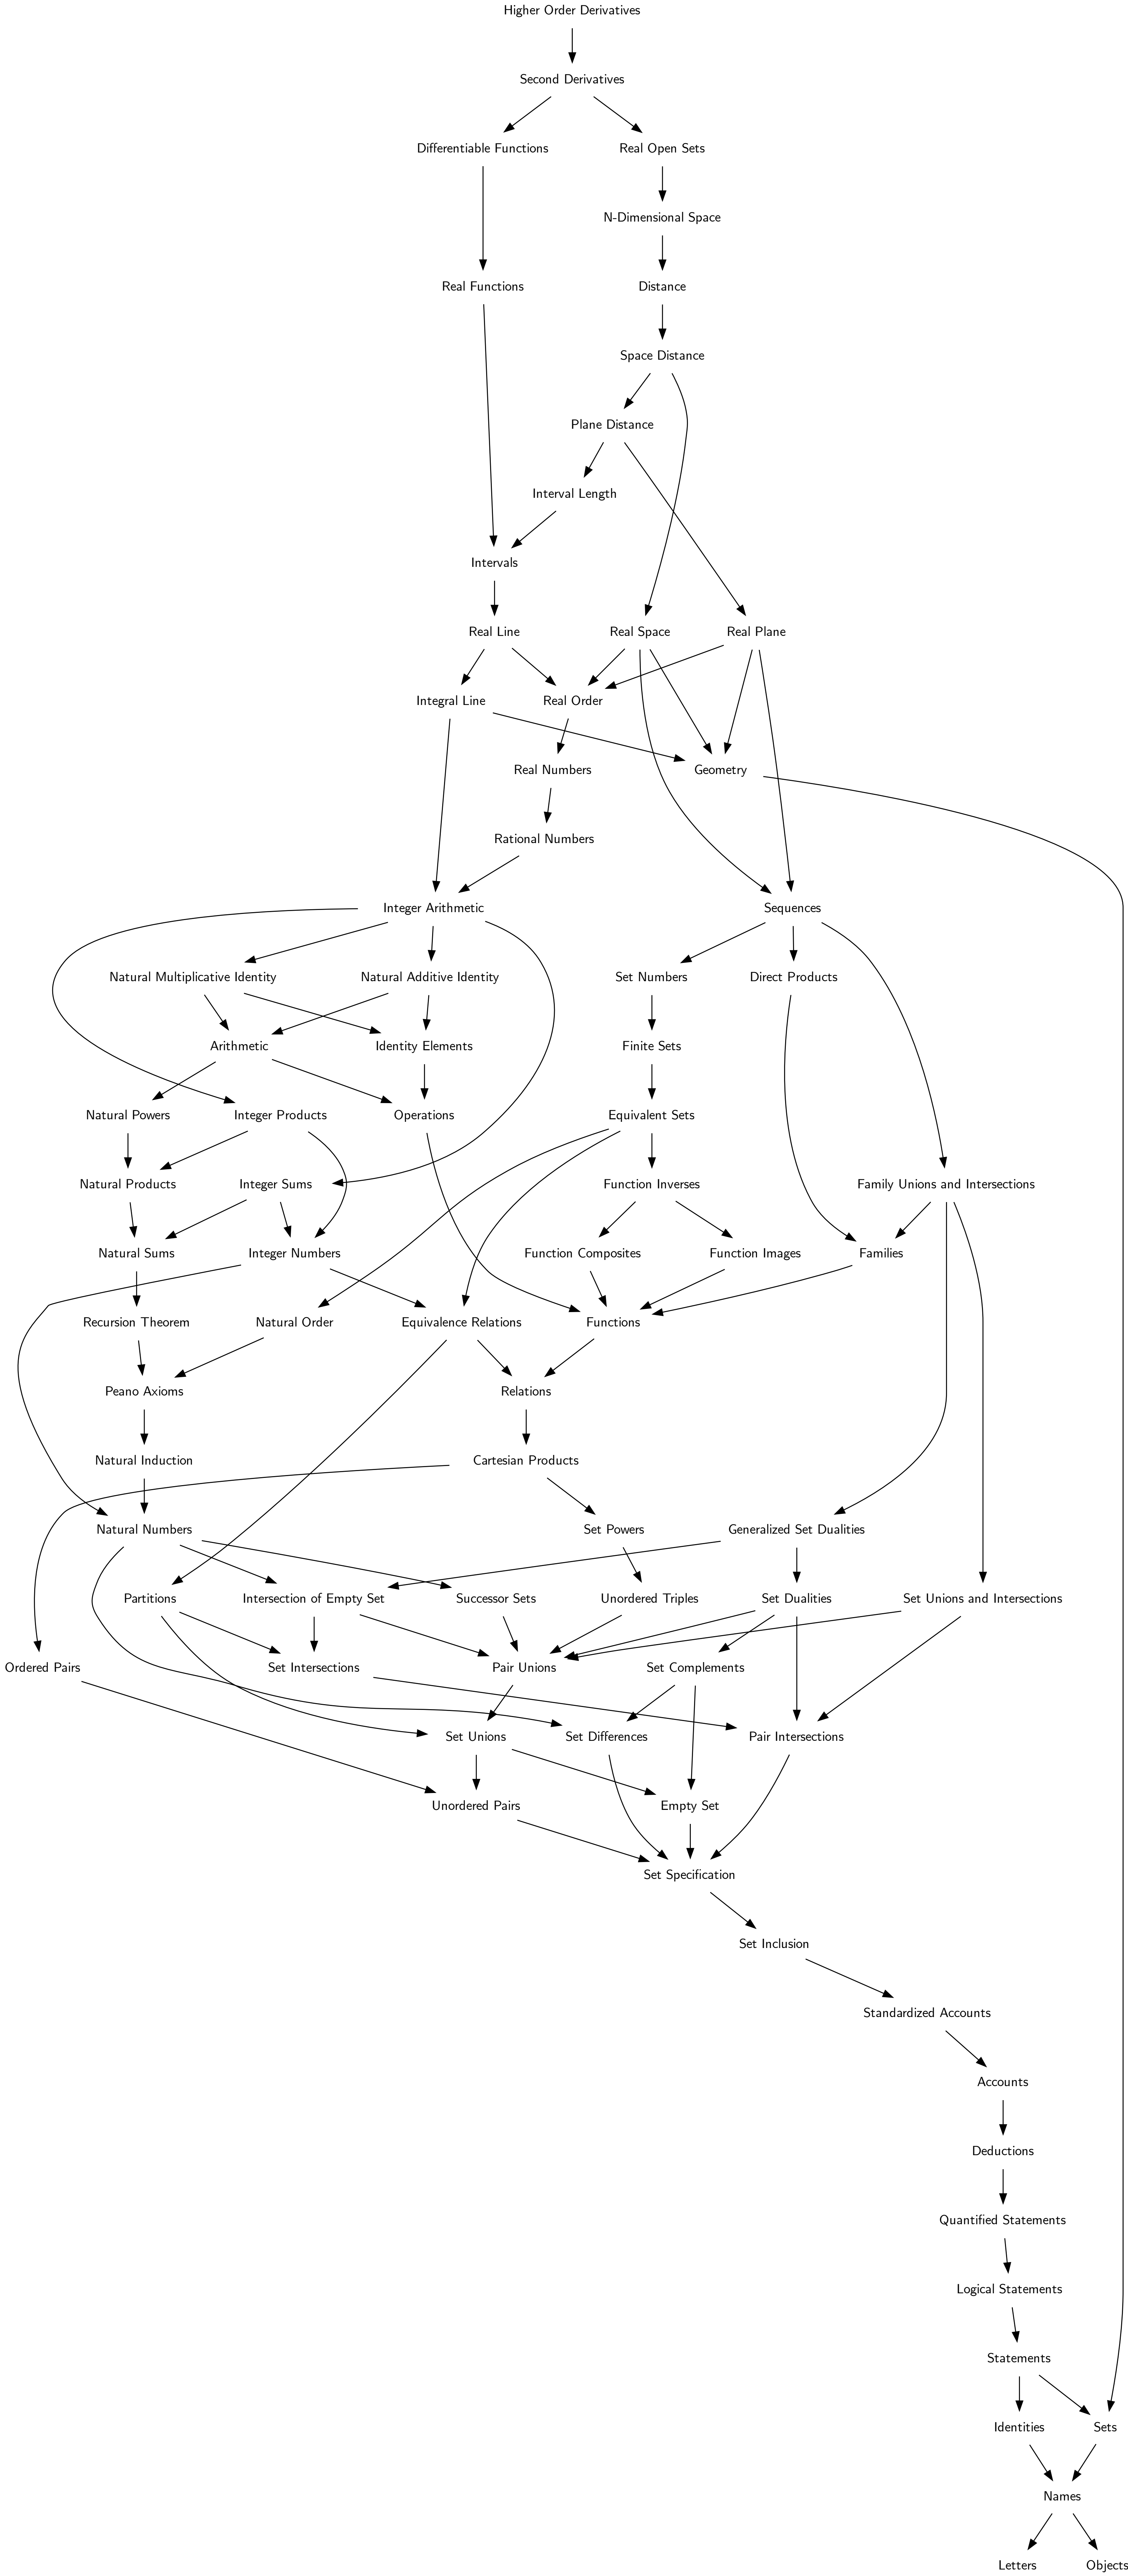 Higher Order Derivatives
Second Derivatives
Differentiable Functions
Real Open Sets
N-Dimensional Space
Real Functions
Distance
Space Distance
Plane Distance
Interval Length
Intervals
Real Line
Real Space
Real Plane
Integral Line
Real Order
Real Numbers
Geometry
Rational Numbers
Integer Arithmetic
Sequences
Natural Multiplicative Identity
Natural Additive Identity
Set Numbers
Direct Products
Arithmetic
Identity Elements
Finite Sets
Natural Powers
Integer Products
Operations
Equivalent Sets
Natural Products
Integer Sums
Function Inverses
Family Unions and Intersections
Natural Sums
Integer Numbers
Function Composites
Function Images
Families
Recursion Theorem
Natural Order
Equivalence Relations
Functions
Peano Axioms
Relations
Natural Induction
Cartesian Products
Natural Numbers
Set Powers
Generalized Set Dualities
Partitions
Intersection of Empty Set
Successor Sets
Unordered Triples
Set Dualities
Set Unions and Intersections
Ordered Pairs
Set Intersections
Pair Unions
Set Complements
Set Unions
Set Differences
Pair Intersections
Unordered Pairs
Empty Set
Set Specification
Set Inclusion
Standardized Accounts
Accounts
Deductions
Quantified Statements
Logical Statements
Statements
Identities
Sets
Names
Letters
Objects